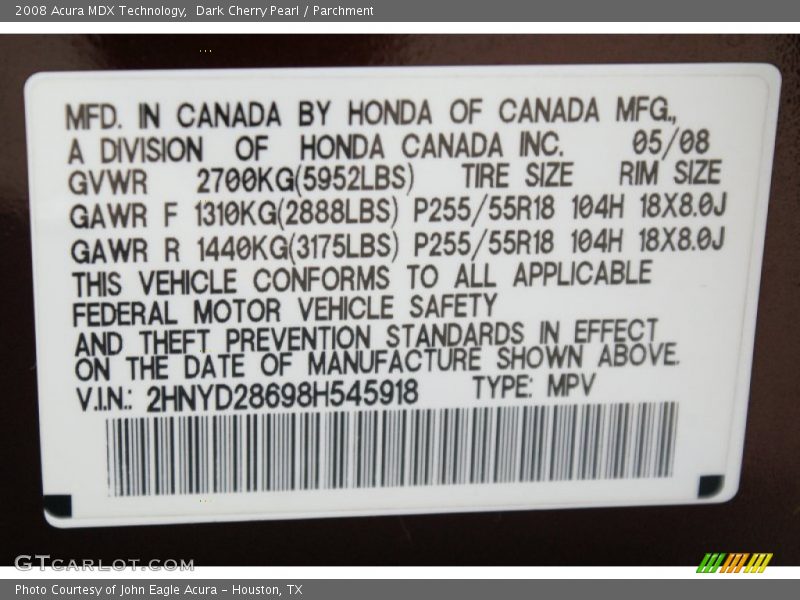 2008 Acura MDX Technology,  Dark Cherry Pearl / Parchment
MFD. IN CANADA BY HONDA OF CANADA MFG.,
A DIVISION OF HONDA CANADA INC. 05/08
GVWR 2700KG(5952LBS) TIRE SIZE RIM SIZE
GAWR F 1310KG(2888LBS) P255/55R18 104H 18X8.0J
GAWR R 1440KG(3175LBS) P255/55R18 104H 18X8.0J
THIS VEHICLE CONFORMS TO ALL APPLICABLE
FEDERAL MOTOR VEHICLE SAFETY
AND THEFT PREVENTION STANDARDS IN EFFECT
ON THE DATE OF MANUFACTURE SHOWN ABOVE.
V.I.N.: 2HNYD28698H545918 TYPE: MPV
GTCARLOT.COM
Photo Courtesy of John Eagle Acura - Houston, TX